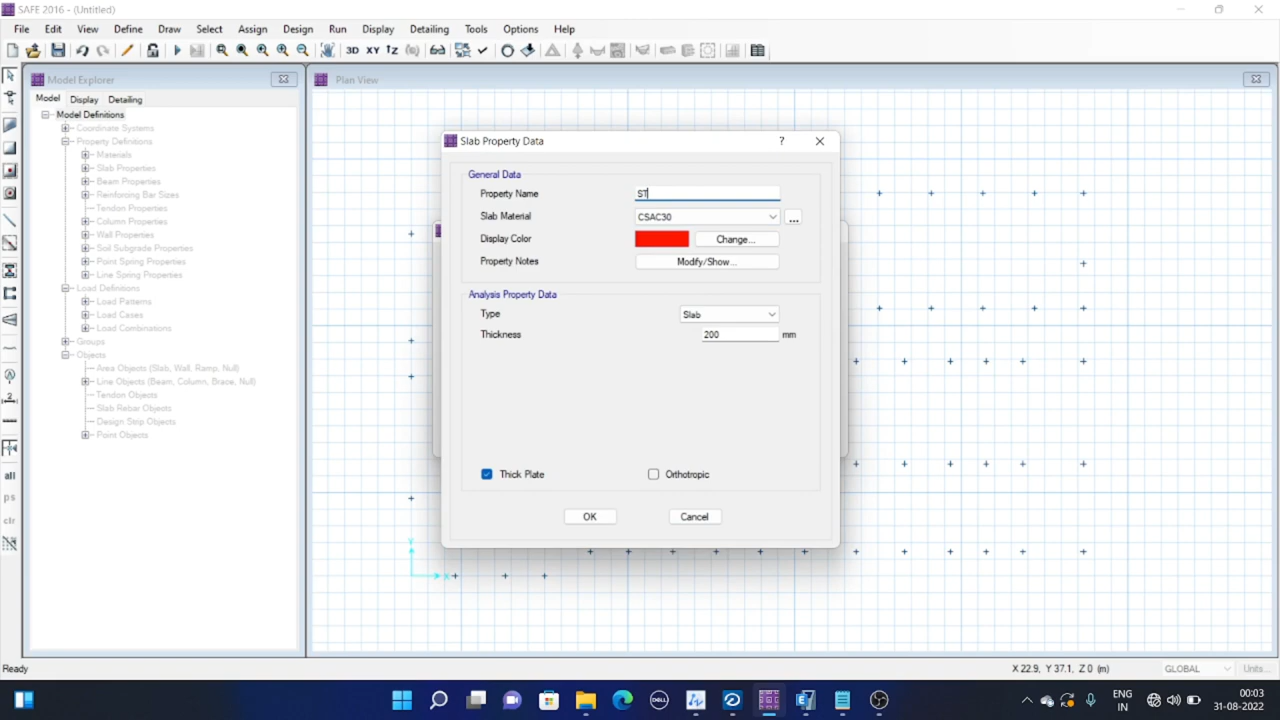 SAFE 2016 - (Untitled)
File Edit View Define Draw Select Assign Design Run Display Detailing Tools Options Help
3D XY
Model Explorer
Plan View
Model Display Detailing
Model Definitions
Coordinate Systems
Property Definitions
Materials
Slab Properties
Beam Properties
Reinforcing Bar Sizes
Tendon Properties
Column Properties
Wall Properties
Soil Subgrade Properties
Point Spring Properties
Line Spring Properties
Load Definitions
Load Patterns
Load Cases
Load Combinations
Groups
Objects
Area Objects (Slab, Wall, Ramp, Null)
Line Objects (Beam, Column, Brace, Null)
Tendon Objects
Slab Rebar Objects
Design Strip Objects
Point Objects
all
ps
clr
Slab Property Data ?
General Data
Property Name ST
Slab Material CSAC30 ...
Display Color Change...
Property Notes Modify/Show...
Analysis Property Data
Type Slab
Thickness 200 mm
Thick Plate Orthotropic
OK Cancel
Y
X
Ready X 22.9, Y 37.1, Z 0 (m) GLOBAL Units...
DELL
ENG
IN
00:03
31-08-2022